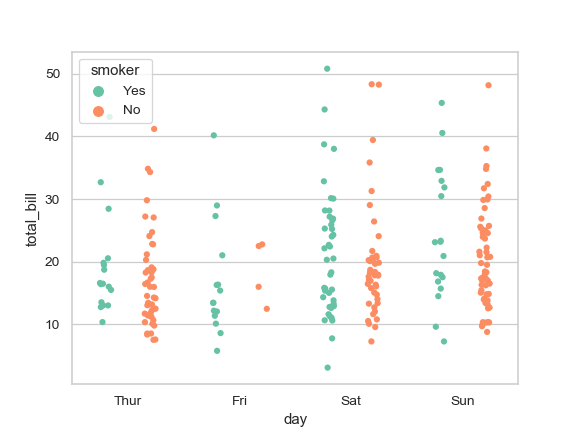 smoker
Yes
No
total_bill
50
40
30
20
10
Thur
Fri
Sat
Sun
day